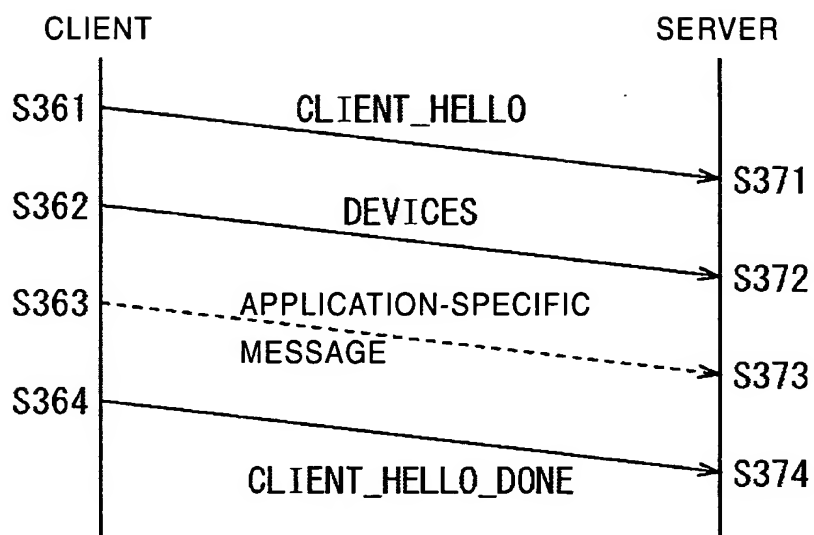 CLIENT SERVER
S361 CLIENT_HELLO
S371
S362 DEVICES
S372
S363 APPLICATION-SPECIFIC
MESSAGE
S373
S364
CLIENT_HELLO_DONE S374